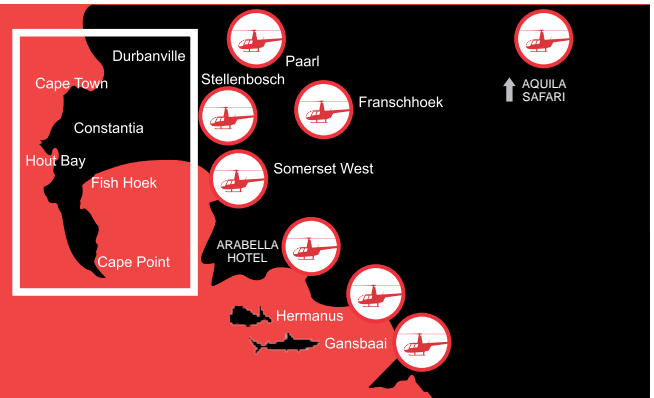 Durbanville
Paarl
Stellenbosch
Cape Town
AQUILA
SAFARI
Franschhoek
Constantia
Hout Bay
Somerset West
Fish Hoek
ARABELLA
HOTEL
Cape Point
Hermanus
Gansbaai